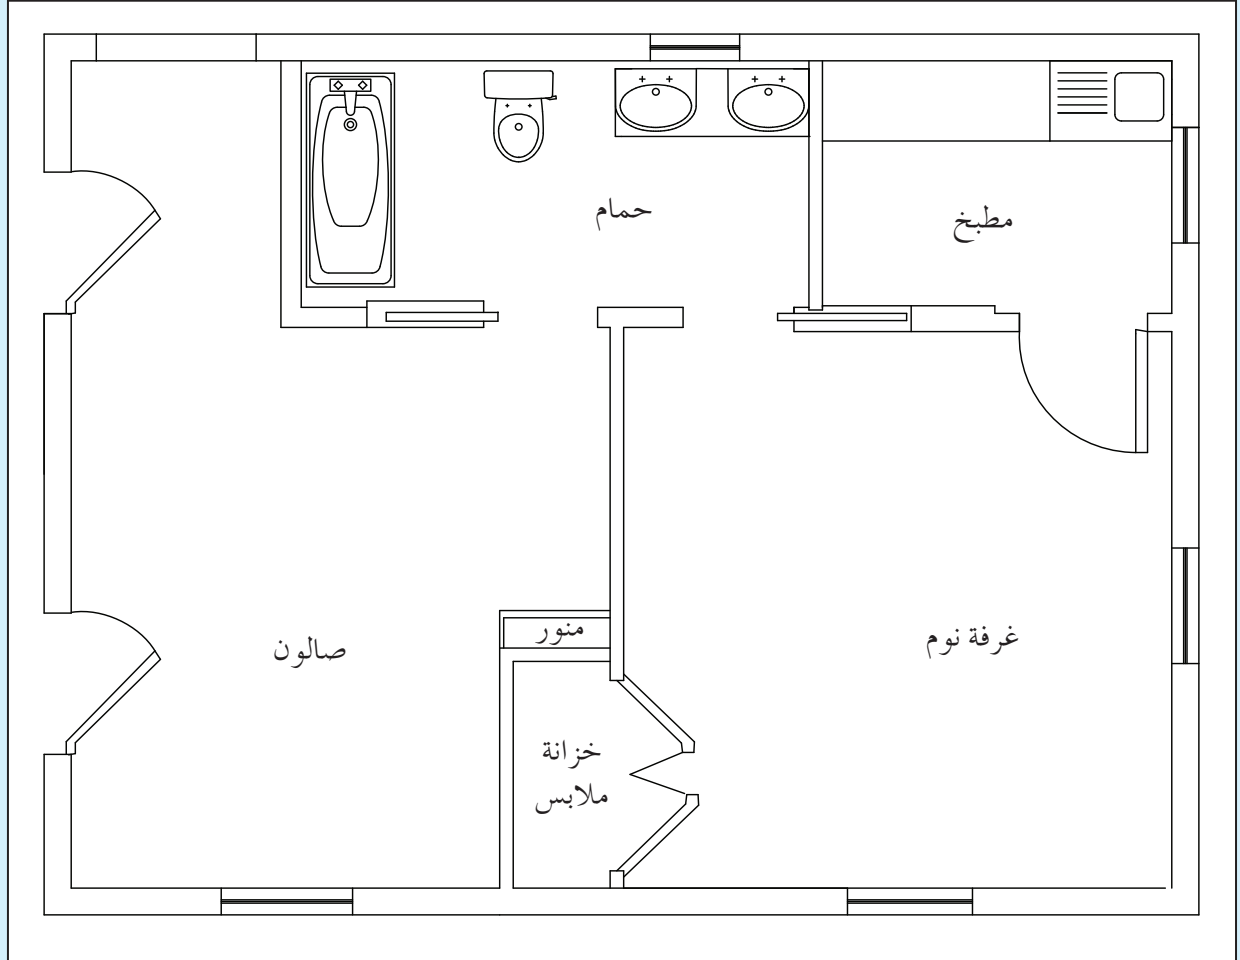 حمام
مطبخ
منور
صالون
غرفة نوم
خزانة
ملابس